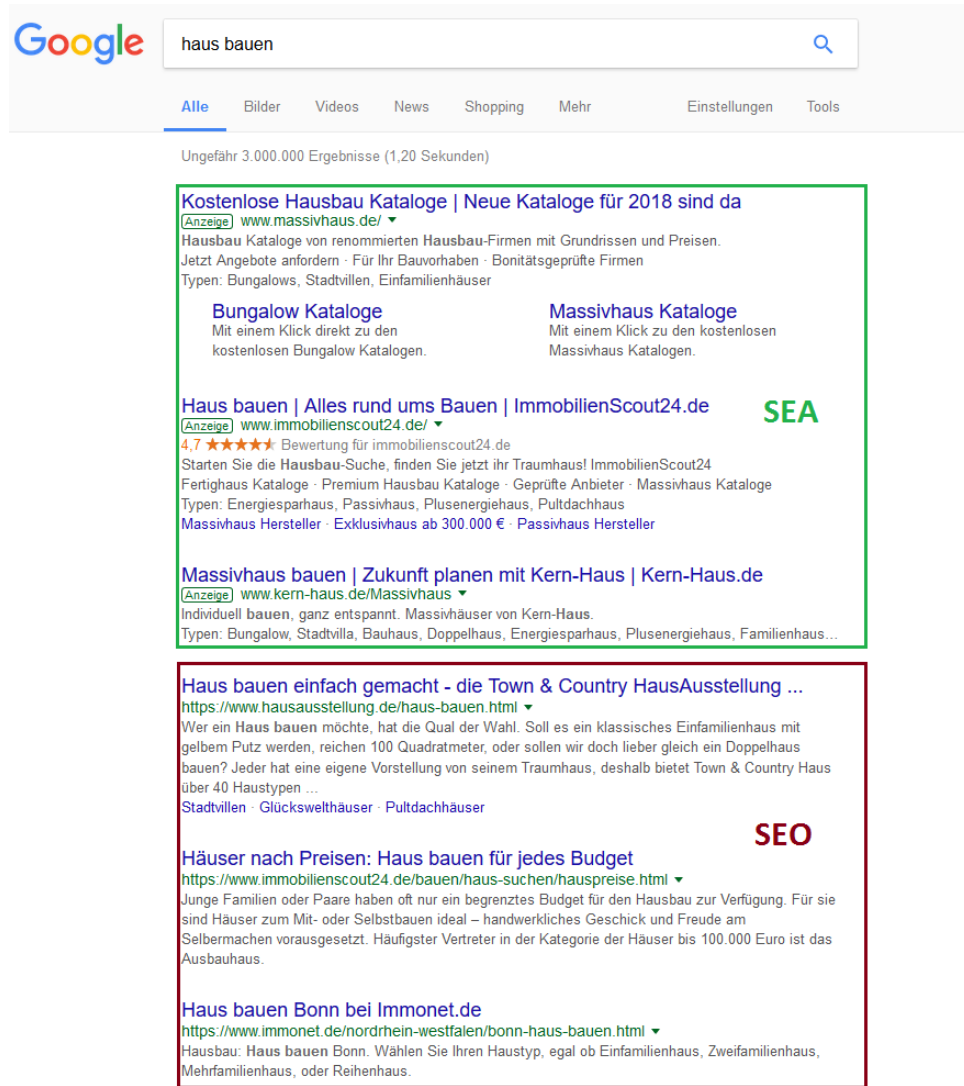 Google
haus bauen
Alle Bilder Videos News Shopping Mehr Einstellungen Tools
Ungefähr 3.000.000 Ergebnisse (1,20 Sekunden)
Kostenlose Hausbau Kataloge | Neue Kataloge für 2018 sind da
Anzeige www.massivhaus.de/
Hausbau Kataloge von renommierten Hausbau-Firmen mit Grundrissen und Preisen.
Jetzt Angebote anfordern · Für Ihr Bauvorhaben · Bonitätsgeprüfte Firmen
Typen: Bungalows, Stadtvillen, Einfamilienhäuser
Bungalow Kataloge
Mit einem Klick direkt zu den
kostenlosen Bungalow Katalogen.
Massivhaus Kataloge
Mit einem Klick zu den kostenlosen
Massivhaus Katalogen.
Haus bauen | Alles rund ums Bauen | ImmobilienScout24.de
SEA
Anzeige www.immobilienscout24.de/
4,7 ★★★★★ Bewertung für immobilienscout24.de
Starten Sie die Hausbau-Suche, finden Sie jetzt ihr Traumhaus! ImmobilienScout24
Fertighaus Kataloge · Premium Hausbau Kataloge · Geprüfte Anbieter · Massivhaus Kataloge
Typen: Energiesparhaus, Passivhaus, Plusenergiehaus, Pultdachhaus
Massivhaus Hersteller · Exklusivhaus ab 300.000 € · Passivhaus Hersteller
Massivhaus bauen | Zukunft planen mit Kern-Haus | Kern-Haus.de
Anzeige www.kern-haus.de/Massivhaus
Individuell bauen, ganz entspannt. Massivhäuser von Kern-Haus.
Typen: Bungalow, Stadtvilla, Bauhaus, Doppelhaus, Energiesparhaus, Plusenergiehaus, Familienhaus...
Haus bauen einfach gemacht - die Town & Country HausAusstellung ...
https://www.hausausstellung.de/haus-bauen.html
Wer ein Haus bauen möchte, hat die Qual der Wahl. Soll es ein klassisches Einfamilienhaus mit
gelbem Putz werden, reichen 100 Quadratmeter, oder sollen wir doch lieber gleich ein Doppelhaus
bauen? Jeder hat eine eigene Vorstellung von seinem Traumhaus, deshalb bietet Town & Country Haus
über 40 Haustypen ...
Stadtvillen · Glückswelthäuser · Pultdachhäuser
SEO
Häuser nach Preisen: Haus bauen für jedes Budget
https://www.immobilienscout24.de/bauen/haus-suchen/hauspreise.html
Junge Familien oder Paare haben oft nur ein begrenztes Budget für den Hausbau zur Verfügung. Für sie
sind Häuser zum Mit- oder Selbstbauen ideal – handwerkliches Geschick und Freude am
Selbermachen vorausgesetzt. Häufigster Vertreter in der Kategorie der Häuser bis 100.000 Euro ist das
Ausbauhaus.
Haus bauen Bonn bei Immonet.de
https://www.immonet.de/nordrhein-westfalen/bonn-haus-bauen.html
Hausbau: Haus bauen Bonn. Wählen Sie Ihren Haustyp, egal ob Einfamilienhaus, Zweifamilienhaus,
Mehrfamilienhaus, oder Reihenhaus.